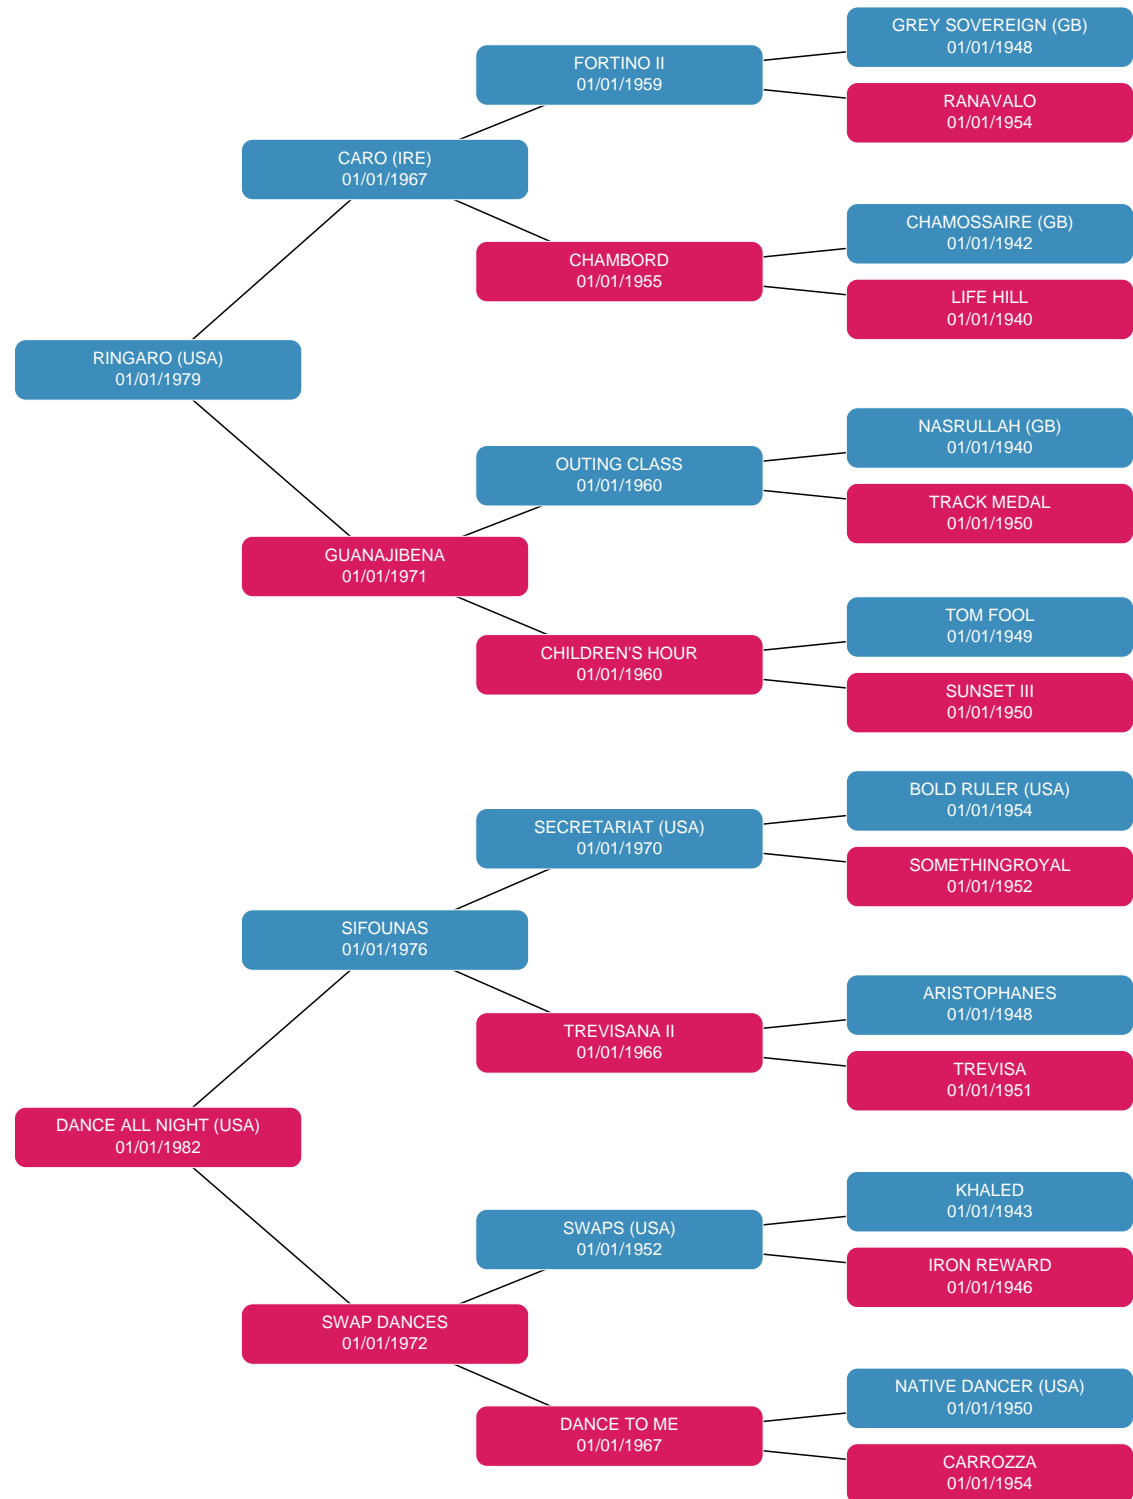 GREY SOVEREIGN (GB)
01/01/1948
FORTINO II
01/01/1959
RANAVALO
01/01/1954
CARO (IRE)
01/01/1967
CHAMOSSAIRE (GB)
01/01/1942
CHAMBORD
01/01/1955
LIFE HILL
01/01/1940
RINGARO (USA)
01/01/1979
NASRULLAH (GB)
01/01/1940
OUTING CLASS
01/01/1960
TRACK MEDAL
01/01/1950
GUANAJIBENA
01/01/1971
TOM FOOL
01/01/1949
CHILDREN'S HOUR
01/01/1960
SUNSET III
01/01/1950
BOLD RULER (USA)
01/01/1954
SECRETARIAT (USA)
01/01/1970
SOMETHINGROYAL
01/01/1952
SIFOUNAS
01/01/1976
ARISTOPHANES
01/01/1948
TREVISANA II
01/01/1966
TREVISA
01/01/1951
DANCE ALL NIGHT (USA)
01/01/1982
KHALED
01/01/1943
SWAPS (USA)
01/01/1952
IRON REWARD
01/01/1946
SWAP DANCES
01/01/1972
NATIVE DANCER (USA)
01/01/1950
DANCE TO ME
01/01/1967
CARROZZA
01/01/1954